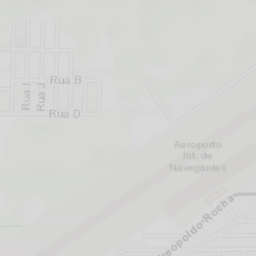 Rua B
Rua I
Rua J
Rua D
Aeroporto
Int. de
Navegantes
Leopoldo-Rocha